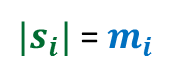 |sᵢ| = mᵢ